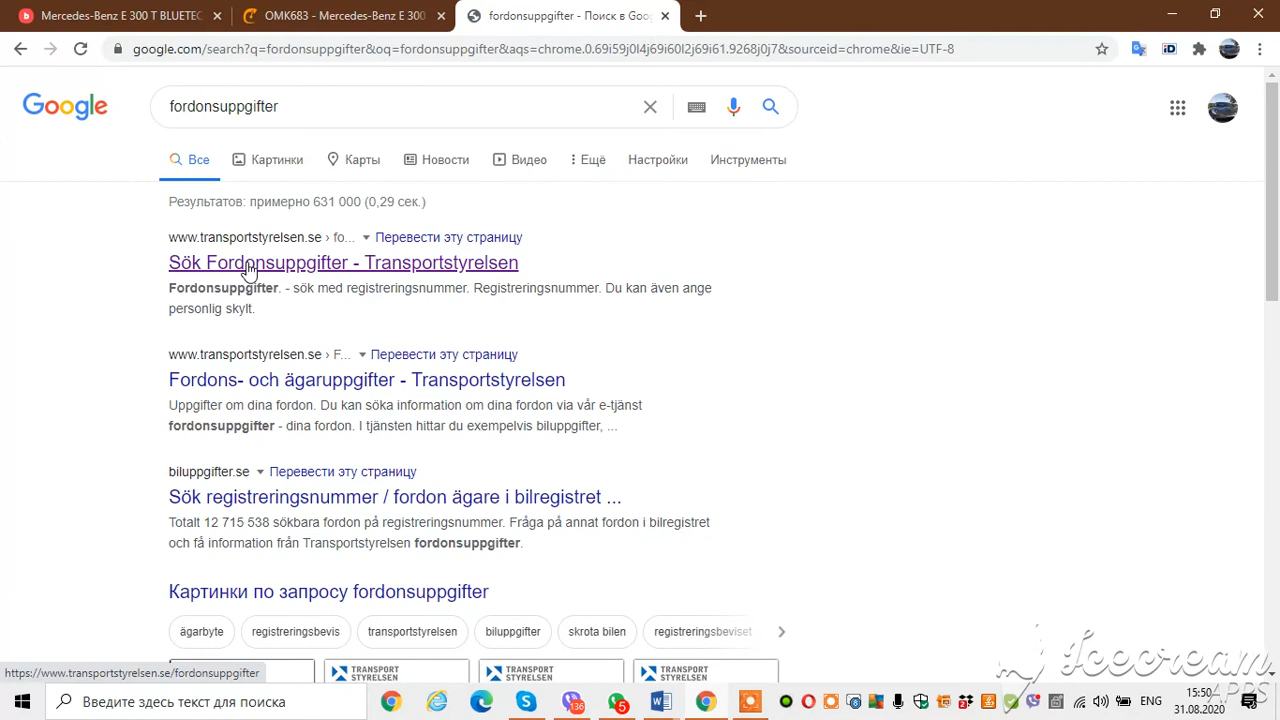 Mercedes-Benz E 300 T BLUETEC
OMK683 - Mercedes-Benz E 300
fordonsuppgifter - Поиск в Goog
google.com/search?q=fordonsuppgifter&oq=fordonsuppgifter&aqs=chrome.0.69i59j0l4j69i60l2j69i61.9268j0j7&sourceid=chrome&ie=UTF-8
Google
fordonsuppgifter
Все
Картинки
Карты
Новости
Видео
Ещё
Настройки
Инструменты
Результатов: примерно 631 000 (0,29 сек.)
www.transportstyrelsen.se › fo... Перевести эту страницу
Sök Fordonsuppgifter - Transportstyrelsen
Fordonsuppgifter. - sök med registreringsnummer. Registreringsnummer. Du kan även ange
personlig skylt.
www.transportstyrelsen.se › F... Перевести эту страницу
Fordons- och ägaruppgifter - Transportstyrelsen
Uppgifter om dina fordon. Du kan söka information om dina fordon via vår e-tjänst
fordonsuppgifter - dina fordon. I tjänsten hittar du exempelvis biluppgifter, ...
biluppgifter.se Перевести эту страницу
Sök registreringsnummer / fordon ägare i bilregistret ...
Totalt 12 715 538 sökbara fordon på registreringsnummer. Fråga på annat fordon i bilregistret
och få information från Transportstyrelsen fordonsuppgifter.
Картинки по запросу fordonsuppgifter
ägarbyte
registreringsbevis
transportstyrelsen
biluppgifter
skrota bilen
registreringsbeviset
https://www.transportstyrelsen.se/fordonsuppgifter
TRANSPORT
STYRELSEN
TRANSPORT
STYRELSEN
TRANSPORT
STYRELSEN
Icecream
APPS
Введите здесь текст для поиска
136
5
ENG
15:50
31.08.2020